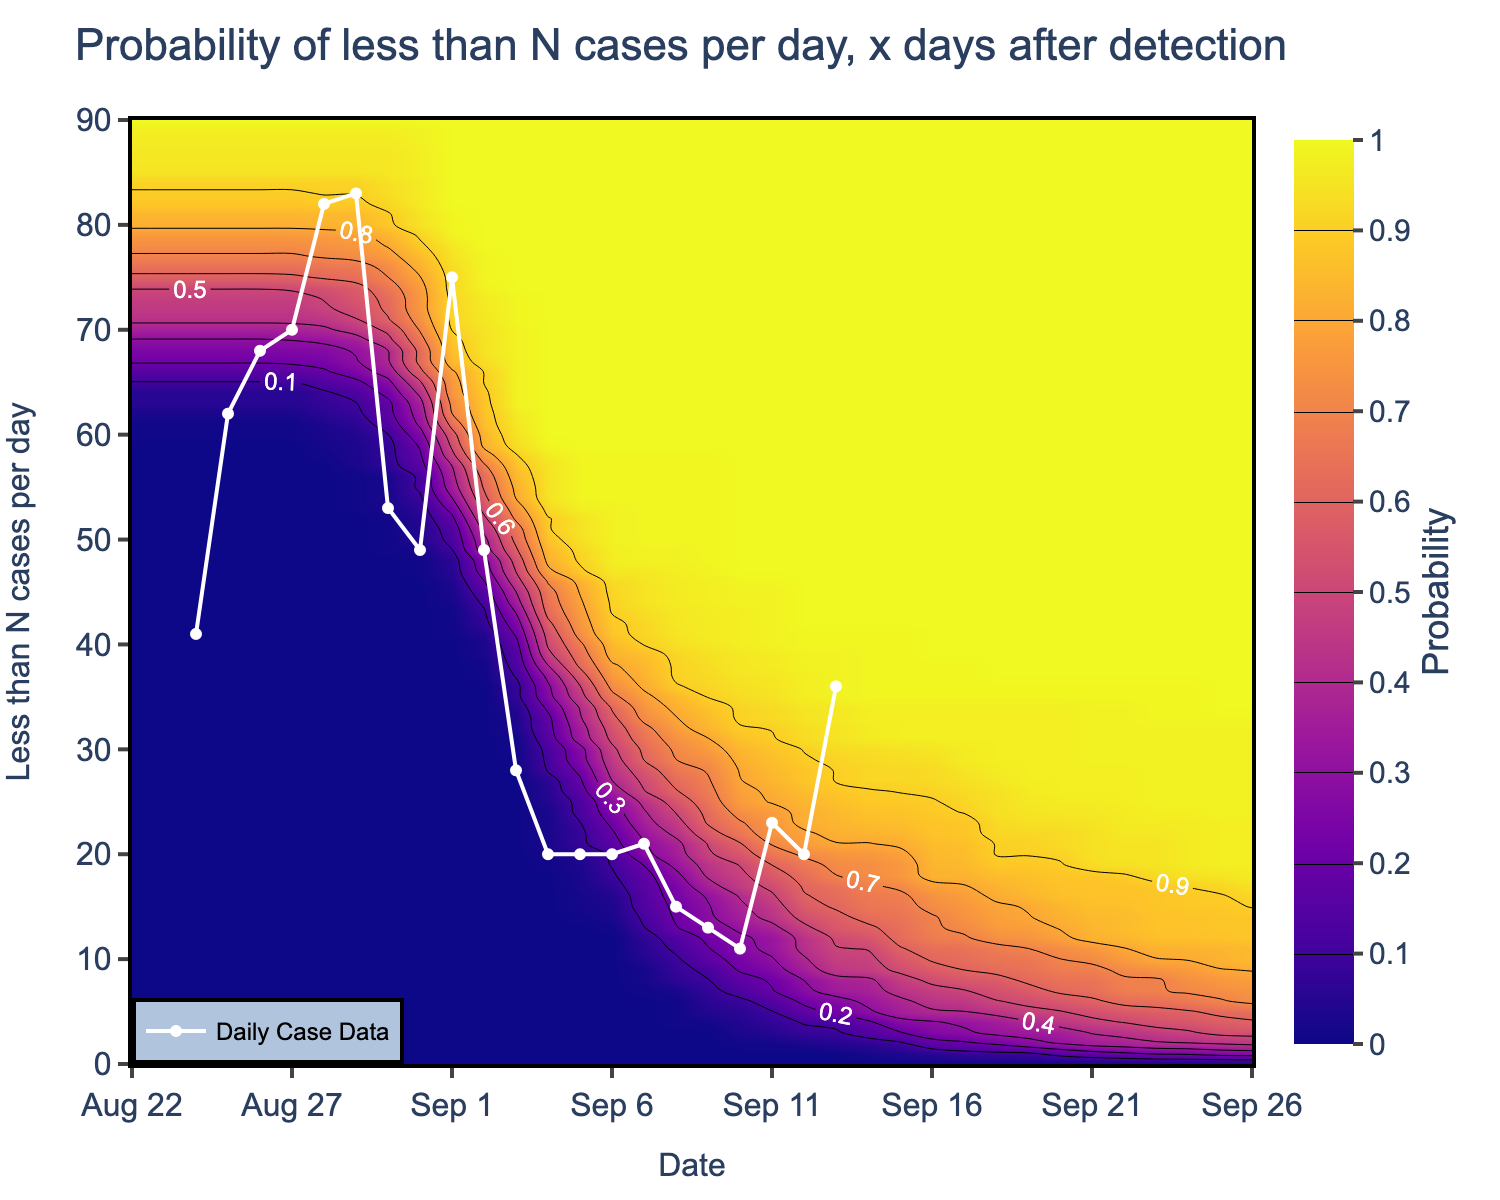 Probability of less than N cases per day, x days after detection
90
80
70
60
50
40
30
20
10
0
Less than N cases per day
0.8
0.5
0.1
0.6
0.3
0.7
0.9
0.2
0.4
Daily Case Data
Aug 22
Aug 27
Sep 1
Sep 6
Sep 11
Sep 16
Sep 21
Sep 26
Date
1
0.9
0.8
0.7
0.6
0.5
0.4
0.3
0.2
0.1
0
Probability